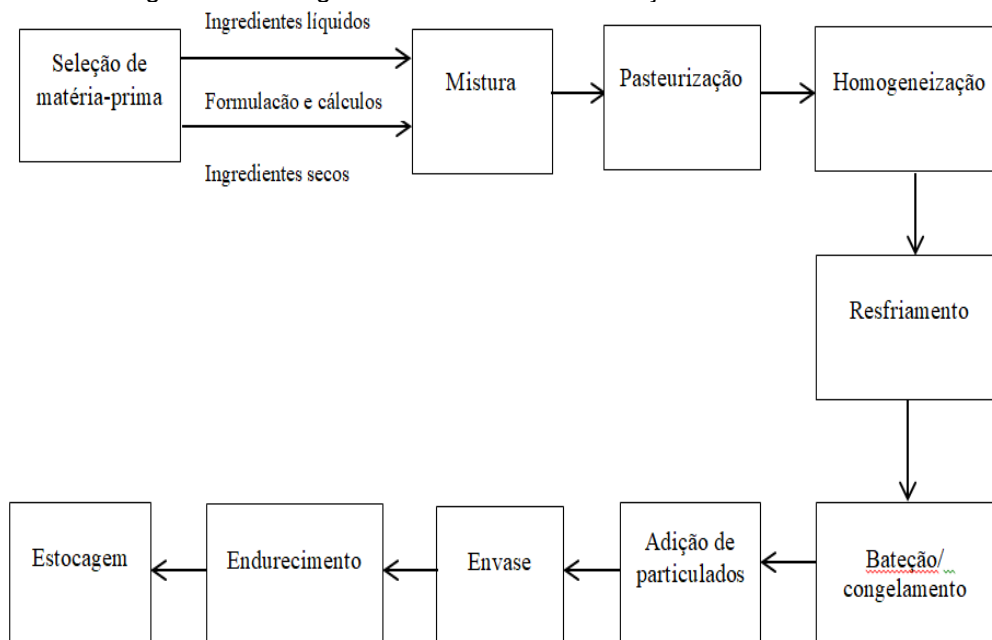 Ingredientes líquidos
Seleção de
matéria-prima
Formulacão e cálculos
Ingredientes secos
Mistura
Pasteurização
Homogeneização
Resfriamento
Bateção/
congelamento
Adição de
particulados
Envase
Endurecimento
Estocagem